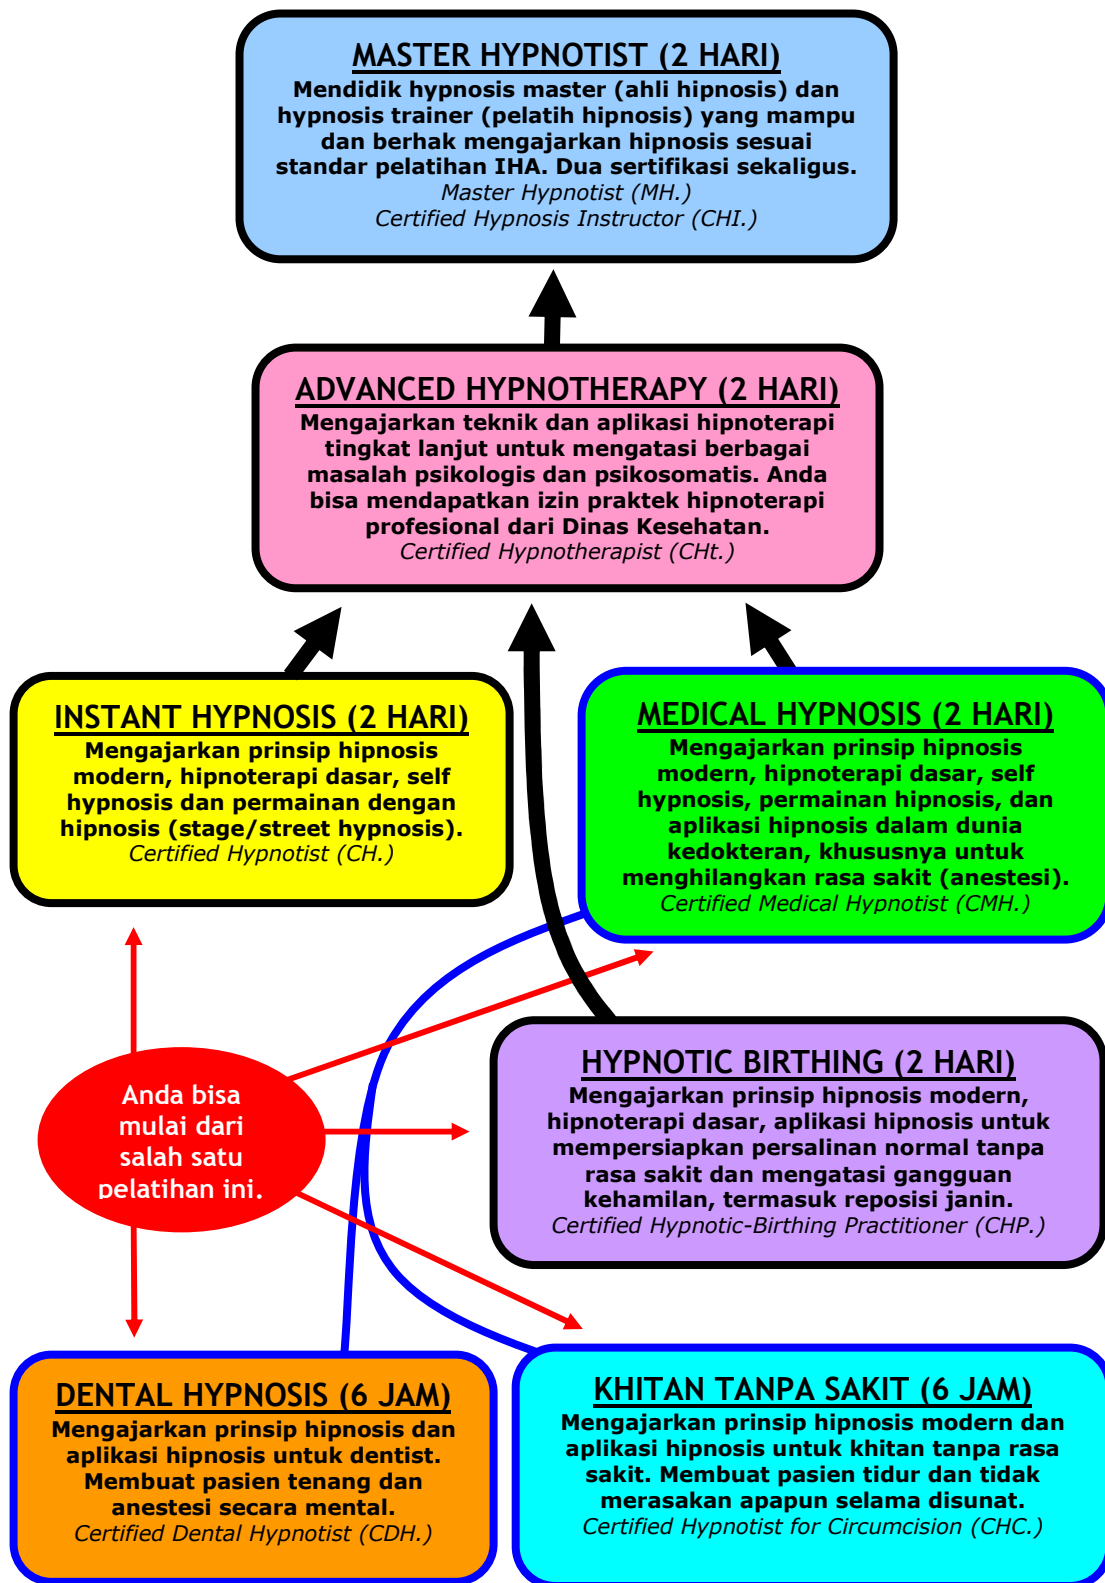 MASTER HYPNOTIST (2 HARI)
Mendidik hypnosis master (ahli hipnosis) dan
hypnosis trainer (pelatih hipnosis) yang mampu
dan berhak mengajarkan hipnosis sesuai
standar pelatihan IHA. Dua sertifikasi sekaligus.
Master Hypnotist (MH.)
Certified Hypnosis Instructor (CHI.)
ADVANCED HYPNOTHERAPY (2 HARI)
Mengajarkan teknik dan aplikasi hipnoterapi
tingkat lanjut untuk mengatasi berbagai
masalah psikologis dan psikosomatis. Anda
bisa mendapatkan izin praktek hipnoterapi
profesional dari Dinas Kesehatan.
Certified Hypnotherapist (CHt.)
INSTANT HYPNOSIS (2 HARI)
Mengajarkan prinsip hipnosis
modern, hipnoterapi dasar, self
hypnosis dan permainan dengan
hipnosis (stage/street hypnosis).
Certified Hypnotist (CH.)
MEDICAL HYPNOSIS (2 HARI)
Mengajarkan prinsip hipnosis
modern, hipnoterapi dasar, self
hypnosis, permainan hipnosis, dan
aplikasi hipnosis dalam dunia
kedokteran, khususnya untuk
menghilangkan rasa sakit (anestesi).
Certified Medical Hypnotist (CMH.)
Anda bisa
mulai dari
salah satu
pelatihan ini.
HYPNOTIC BIRTHING (2 HARI)
Mengajarkan prinsip hipnosis modern,
hipnoterapi dasar, aplikasi hipnosis untuk
mempersiapkan persalinan normal tanpa
rasa sakit dan mengatasi gangguan
kehamilan, termasuk reposisi janin.
Certified Hypnotic-Birthing Practitioner (CHP.)
DENTAL HYPNOSIS (6 JAM)
Mengajarkan prinsip hipnosis dan
aplikasi hipnosis untuk dentist.
Membuat pasien tenang dan
anestesi secara mental.
Certified Dental Hypnotist (CDH.)
KHITAN TANPA SAKIT (6 JAM)
Mengajarkan prinsip hipnosis modern dan
aplikasi hipnosis untuk khitan tanpa rasa
sakit. Membuat pasien tidur dan tidak
merasakan apapun selama disunat.
Certified Hypnotist for Circumcision (CHC.)